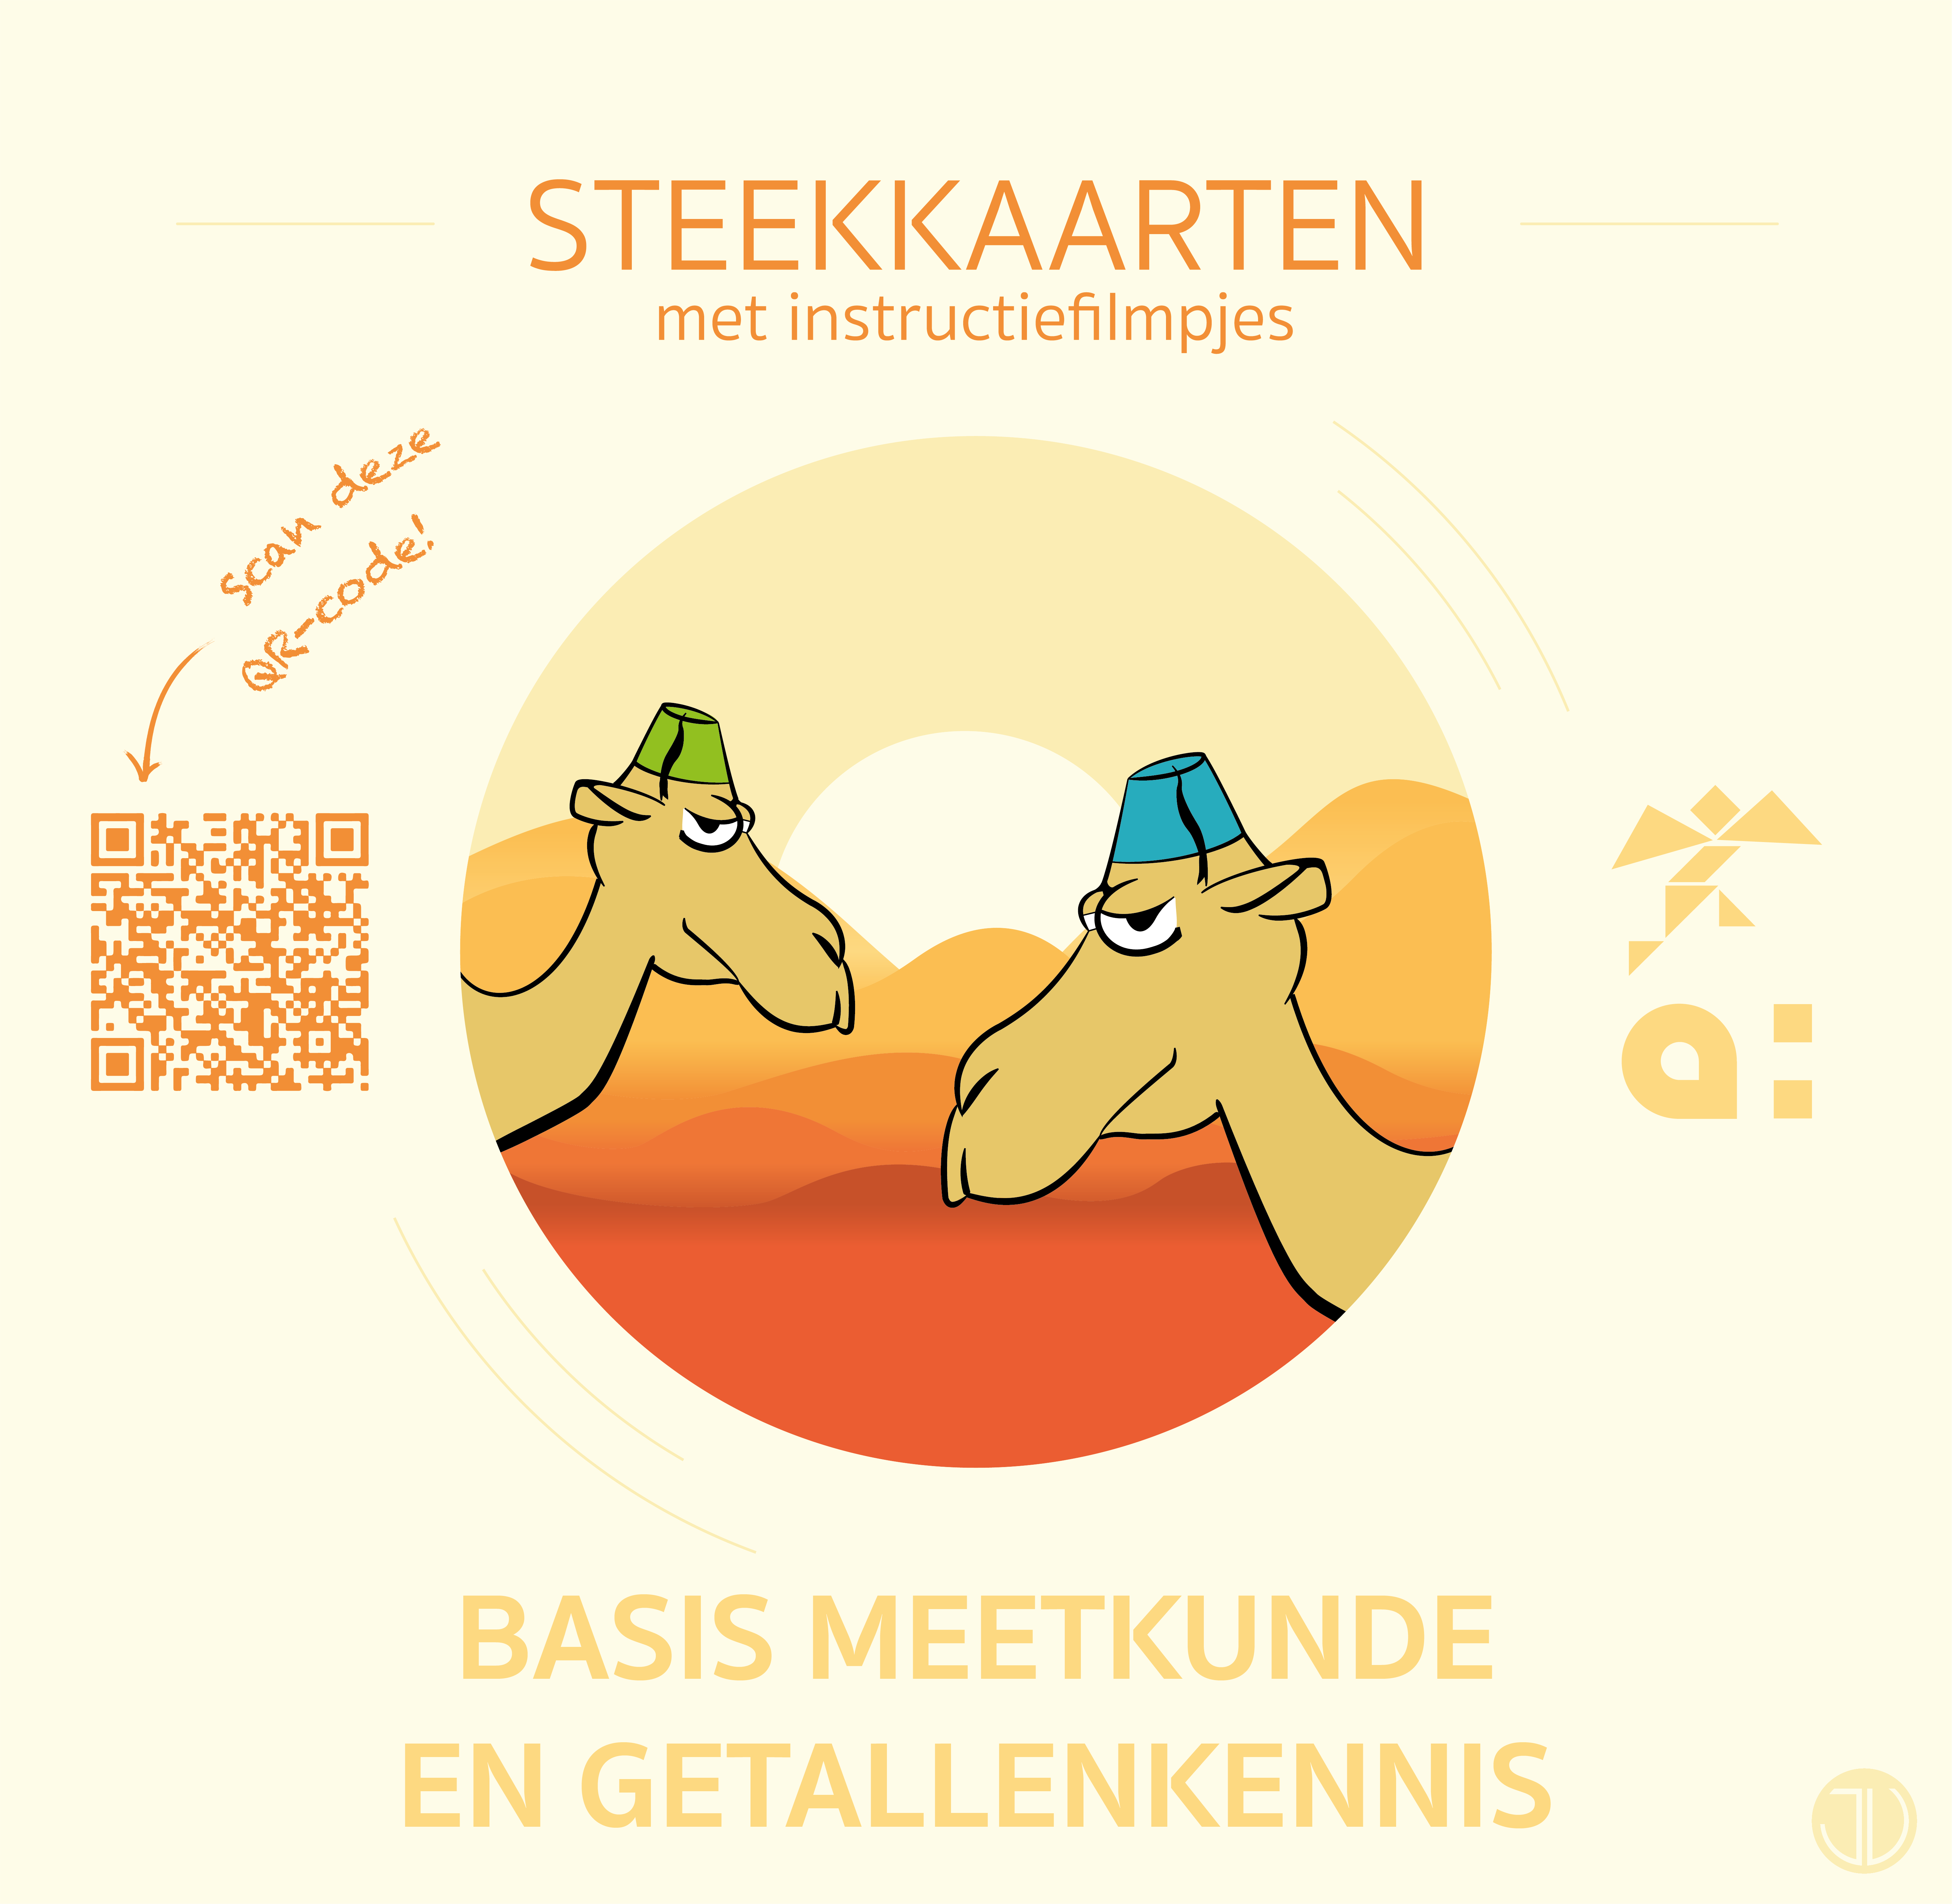 STEEKKAARTEN
met instructiefilmpjes
Scan deze
QR-code!
a:
BASIS MEETKUNDE
EN GETALLENKENNIS